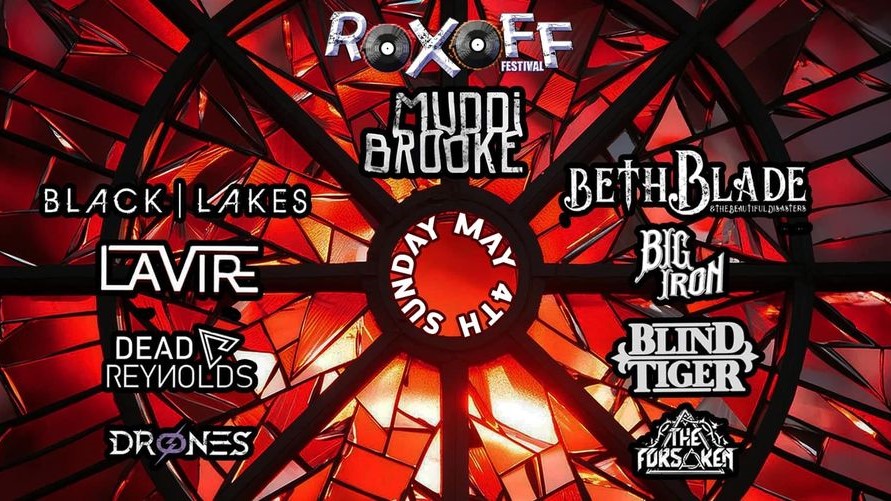 ROXOFF
FESTIVAL
MUDDI
BROOKE
BLACK | LAKES
BETH BLADE
& THE BEAUTIFUL DISASTERS
LAVIRE
BIG
IRON
SUNDAY MAY 4TH
DEAD
REYNOLDS
BLIND
TIGER
DRONES
THE
FORSAKEN